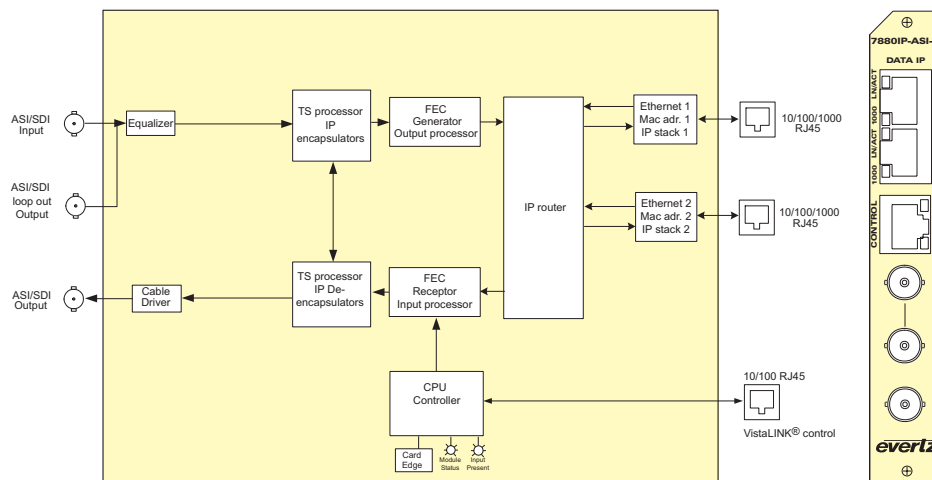 ASI/SDI
Input
Equalizer
TS processor
IP
encapsulators
FEC
Generator
Output processor
IP router
Ethernet 1
Mac adr. 1
IP stack 1
10/100/1000
RJ45
ASI/SDI
loop out
Output
Ethernet 2
Mac adr. 2
IP stack 2
10/100/1000
RJ45
ASI/SDI
Output
Cable
Driver
TS processor
IP De-
encapsulators
FEC
Receptor
Input processor
CPU
Controller
10/100 RJ45
VistaLINK® control
Card
Edge
Module
Status
Input
Present
7880IP-ASI-
DATA IP
LN/ACT
1000
LN/ACT
1000
CONTROL
evertz